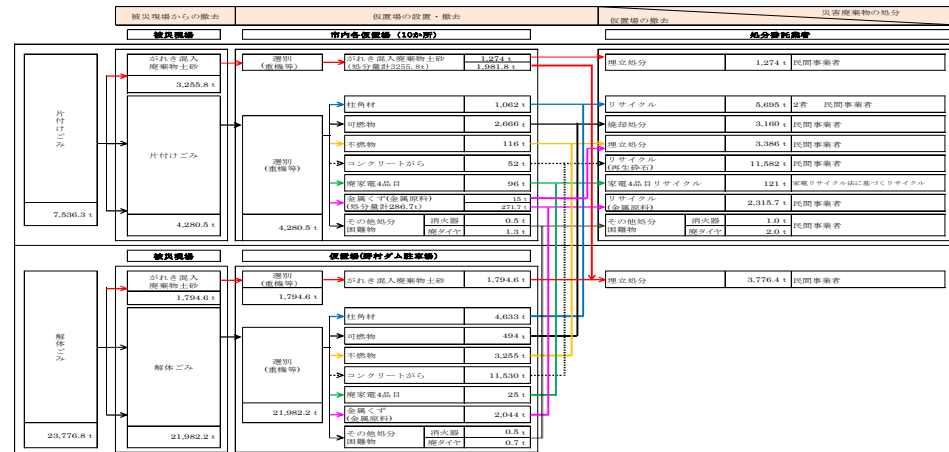 被災現場からの撤去
仮置場の設置・撤去
災害廃棄物の処分
仮置場の撤去
被災現場
市内各仮置場（10か所）
処分委託業者
片付けごみ
7,536.3 t
がれき混入
廃棄物土砂
3,255.8 t
片付けごみ
4,280.5 t
選別
(重機等)
選別
(重機等)
4,280.5 t
がれき混入廃棄物土砂
(処分量計3255.8t)
1,274 t
1,981.8 t
柱角材
1,062 t
可燃物
2,666 t
不燃物
116 t
コンクリートがら
52 t
廃家電4品目
96 t
金属くず(金属原料)
(処分量計286.7t)
15 t
271.7 t
その他処分
困難物
消火器
0.5 t
廃タイヤ
1.3 t
埋立処分
1,274 t
民間事業者
リサイクル
5,695 t
2者　民間事業者
焼却処分
3,160 t
民間事業者
埋立処分
3,386 t
民間事業者
リサイクル
(再生砕石)
11,582 t
民間事業者
家電4品目リサイクル
121 t
家電リサイクル法に基づくリサイクル
リサイクル
(金属原料)
2,315.7 t
民間事業者
その他処分
困難物
消火器
1.0 t
廃タイヤ
2.0 t
民間事業者
被災現場
仮置場(野村ダム駐車場)
解体ごみ
23,776.8 t
がれき混入
廃棄物土砂
1,794.6 t
解体ごみ
21,982.2 t
選別
(重機等)
1,794.6 t
選別
(重機等)
21,982.2 t
がれき混入廃棄物土砂
1,794.6 t
柱角材
4,633 t
可燃物
494 t
不燃物
3,255 t
コンクリートがら
11,530 t
廃家電4品目
25 t
金属くず
(金属原料)
2,044 t
その他処分
困難物
消火器
0.5 t
廃タイヤ
0.7 t
埋立処分
3,776.4 t
民間事業者